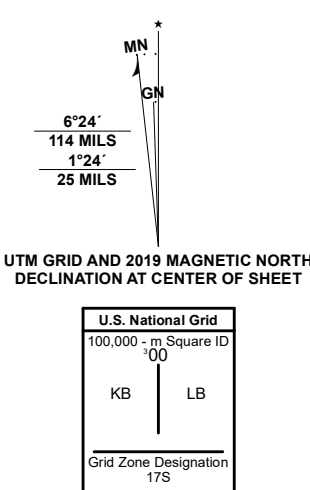 ★
MN
GN
6°24´
114 MILS
1°24´
25 MILS
UTM GRID AND 2019 MAGNETIC NORTH
DECLINATION AT CENTER OF SHEET
U.S. National Grid
100,000 - m Square ID
³00
KB LB
Grid Zone Designation
17S